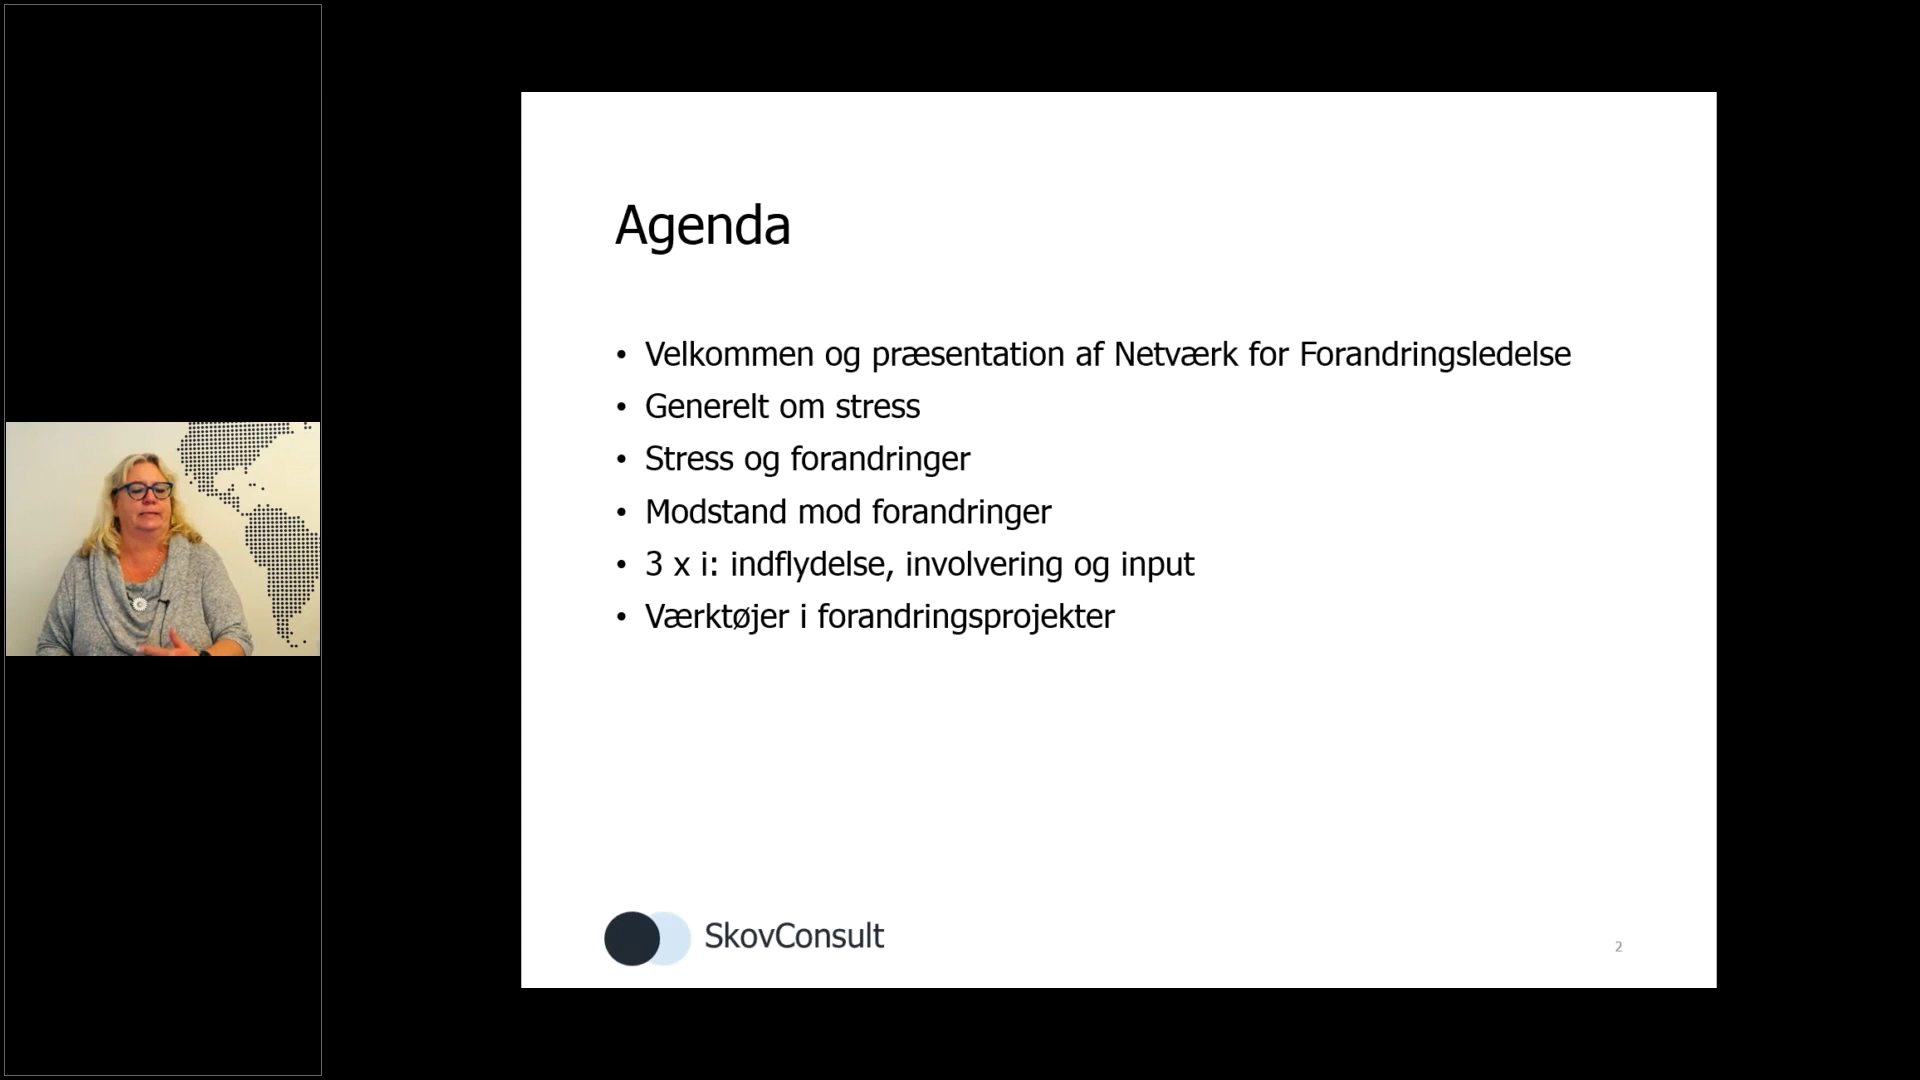 Agenda
• Velkommen og præsentation af Netværk for Forandringsledelse
• Generelt om stress
• Stress og forandringer
• Modstand mod forandringer
• 3 x i: indflydelse, involvering og input
• Værktøjer i forandringsprojekter
SkovConsult
2